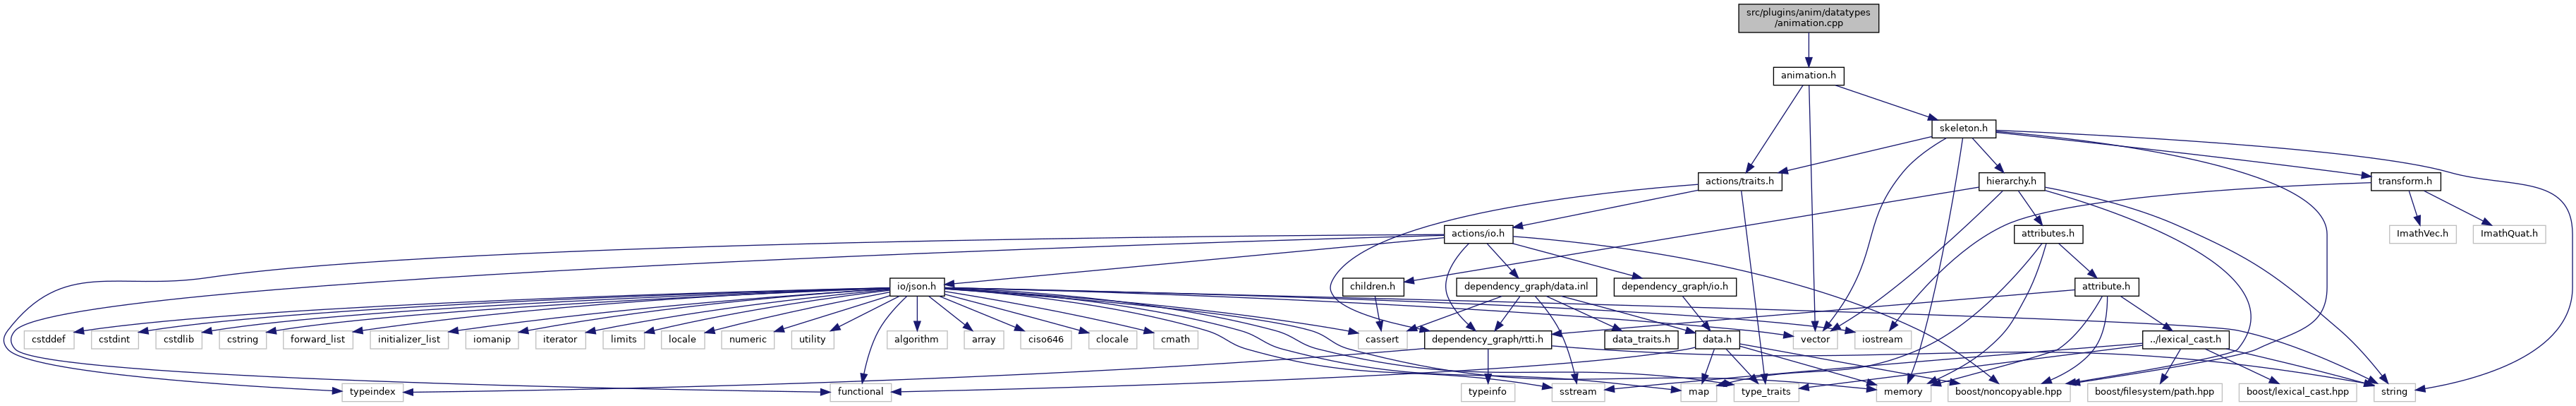 src/plugins/anim/datatypes
/animation.cpp
animation.h
skeleton.h
actions/traits.h
hierarchy.h
transform.h
actions/io.h
attributes.h
ImathVec.h
ImathQuat.h
io/json.h
children.h
dependency_graph/data.inl
dependency_graph/io.h
attribute.h
cstddef
cstdint
cstdlib
cstring
forward_list
initializer_list
iomanip
iterator
limits
locale
numeric
utility
algorithm
array
ciso646
clocale
cmath
cassert
dependency_graph/rtti.h
data_traits.h
data.h
vector
iostream
../lexical_cast.h
typeindex
functional
typeinfo
sstream
map
type_traits
memory
boost/noncopyable.hpp
boost/filesystem/path.hpp
boost/lexical_cast.hpp
string